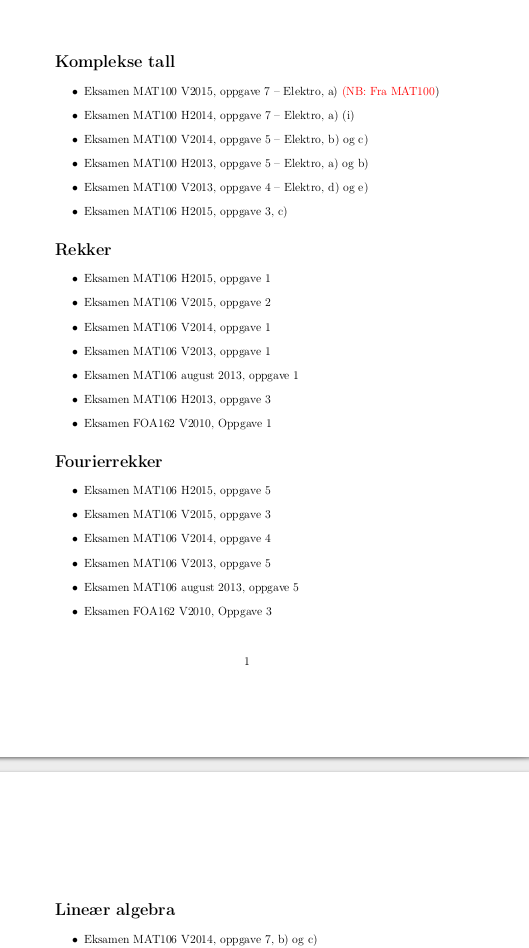 Komplekse tall
• Eksamen MAT100 V2015, oppgave 7 – Elektro, a) (NB: Fra MAT100)
• Eksamen MAT100 H2014, oppgave 7 – Elektro, a) (i)
• Eksamen MAT100 V2014, oppgave 5 – Elektro, b) og c)
• Eksamen MAT100 H2013, oppgave 5 – Elektro, a) og b)
• Eksamen MAT100 V2013, oppgave 4 – Elektro, d) og e)
• Eksamen MAT106 H2015, oppgave 3, c)
Rekker
• Eksamen MAT106 H2015, oppgave 1
• Eksamen MAT106 V2015, oppgave 2
• Eksamen MAT106 V2014, oppgave 1
• Eksamen MAT106 V2013, oppgave 1
• Eksamen MAT106 august 2013, oppgave 1
• Eksamen MAT106 H2013, oppgave 3
• Eksamen FOA162 V2010, Oppgave 1
Fourierrekker
• Eksamen MAT106 H2015, oppgave 5
• Eksamen MAT106 V2015, oppgave 3
• Eksamen MAT106 V2014, oppgave 4
• Eksamen MAT106 V2013, oppgave 5
• Eksamen MAT106 august 2013, oppgave 5
• Eksamen FOA162 V2010, Oppgave 3
1
Lineær algebra
• Eksamen MAT106 V2014, oppgave 7, b) og c)